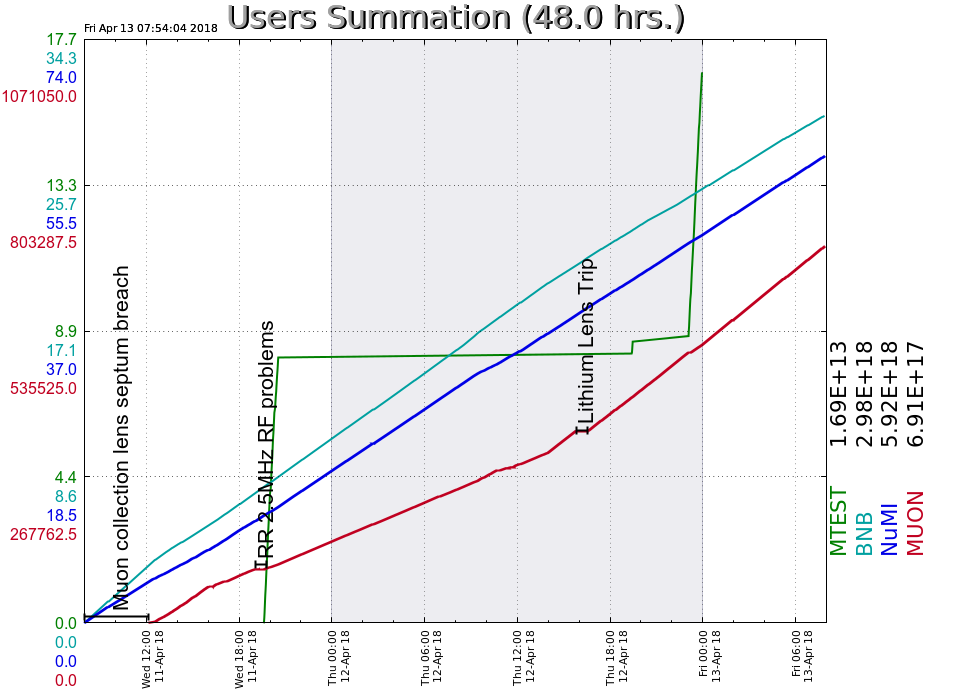 Users Summation (48.0 hrs.)
Fri Apr 13 07:54:04 2018
17.7
34.3
74.0
1071050.0
13.3
25.7
55.5
803287.5
8.9
17.1
37.0
535525.0
4.4
8.6
18.5
267762.5
0.0
0.0
0.0
0.0
Muon collection lens septum breach
RR 2.5MHz RF problems
Lithium Lens Trip
Wed 12:00
11-Apr 18
Wed 18:00
11-Apr 18
Thu 00:00
12-Apr 18
Thu 06:00
12-Apr 18
Thu 12:00
12-Apr 18
Thu 18:00
12-Apr 18
Fri 00:00
13-Apr 18
Fri 06:00
13-Apr 18
MTEST 1.69E+13
BNB 2.98E+18
NuMI 5.92E+18
MUON 6.91E+17